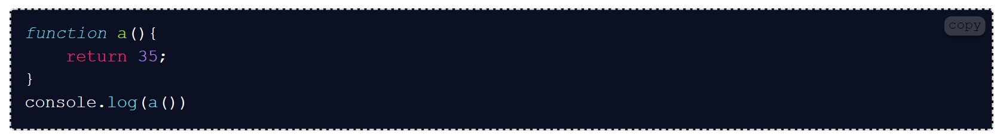 function a(){
    return 35;
}
console.log(a())
copy